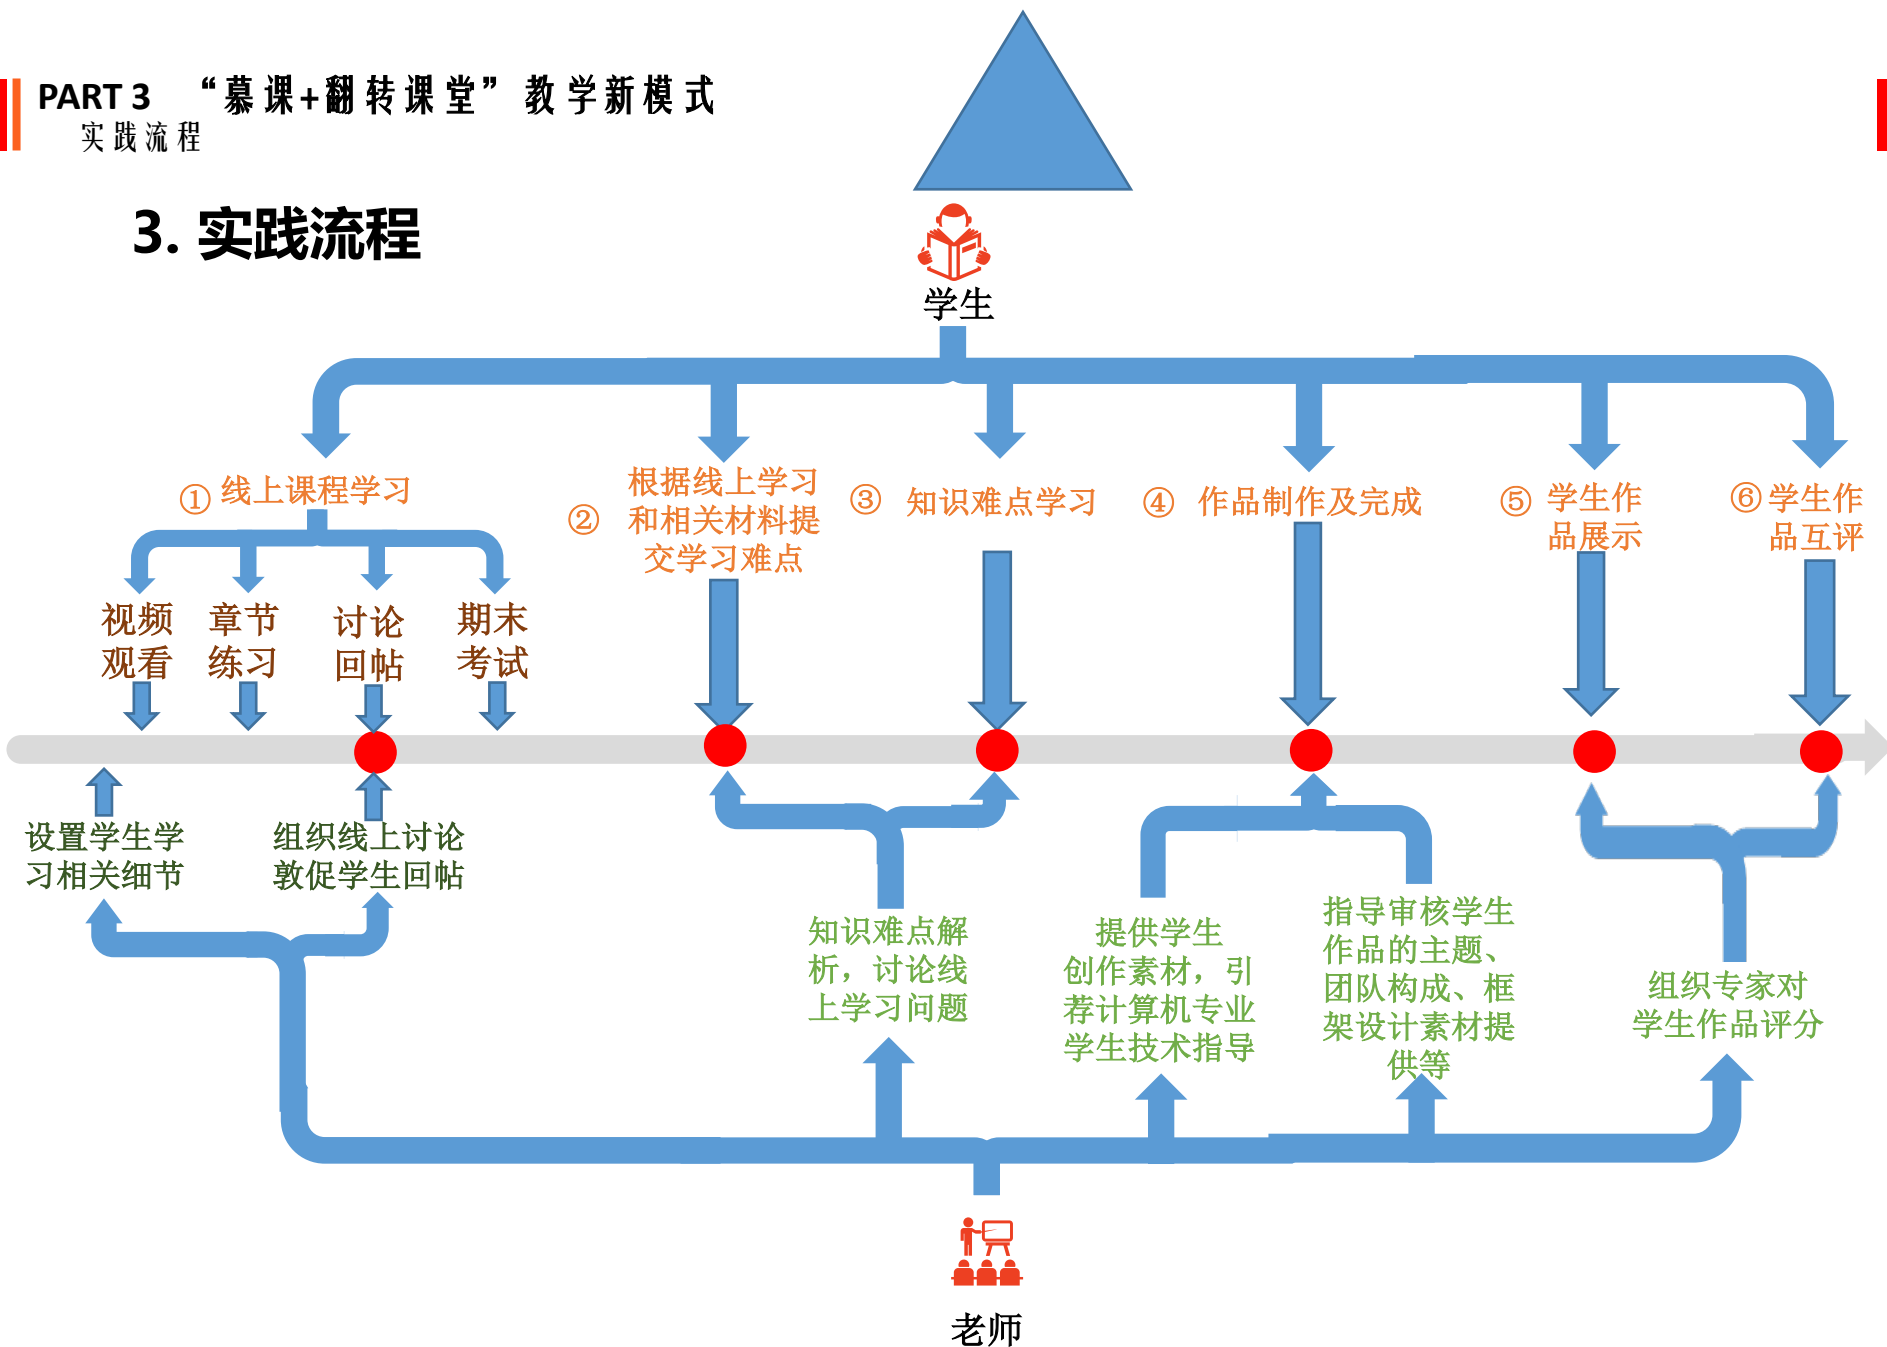 PART 3 “慕课+翻转课堂”教学新模式
实践流程
3. 实践流程
学生
① 线上课程学习
视频
观看
章节
练习
讨论
回帖
期末
考试
② 根据线上学习
和相关材料提
交学习难点
③ 知识难点学习
④ 作品制作及完成
⑤ 学生作
品展示
⑥ 学生作
品互评
设置学生学
习相关细节
组织线上讨论
敦促学生回帖
知识难点解
析，讨论线
上学习问题
提供学生
创作素材，引
荐计算机专业
学生技术指导
指导审核学生
作品的主题、
团队构成、框
架设计素材提
供等
组织专家对
学生作品评分
老师